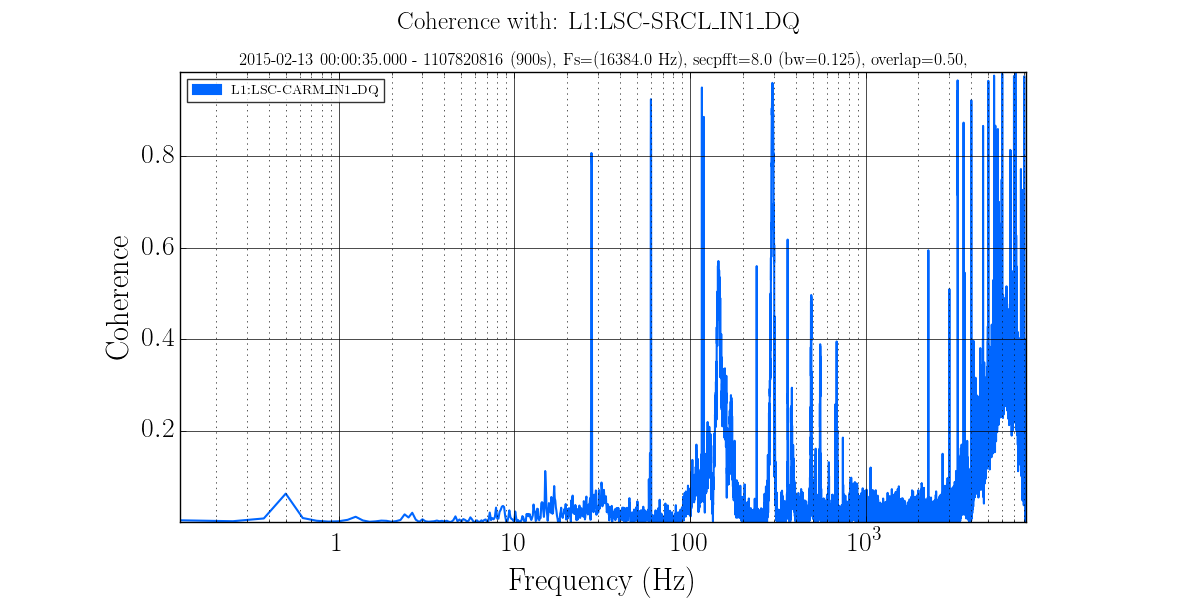 Coherence with: L1:LSC-SRCL_IN1_DQ
2015-02-13 00:00:35.000 - 1107820816 (900s), Fs=(16384.0 Hz), secpfft=8.0 (bw=0.125), overlap=0.50,
L1:LSC-CARM_IN1_DQ
0.8
0.6
0.4
0.2
Coherence
1
10
100
10³
Frequency (Hz)